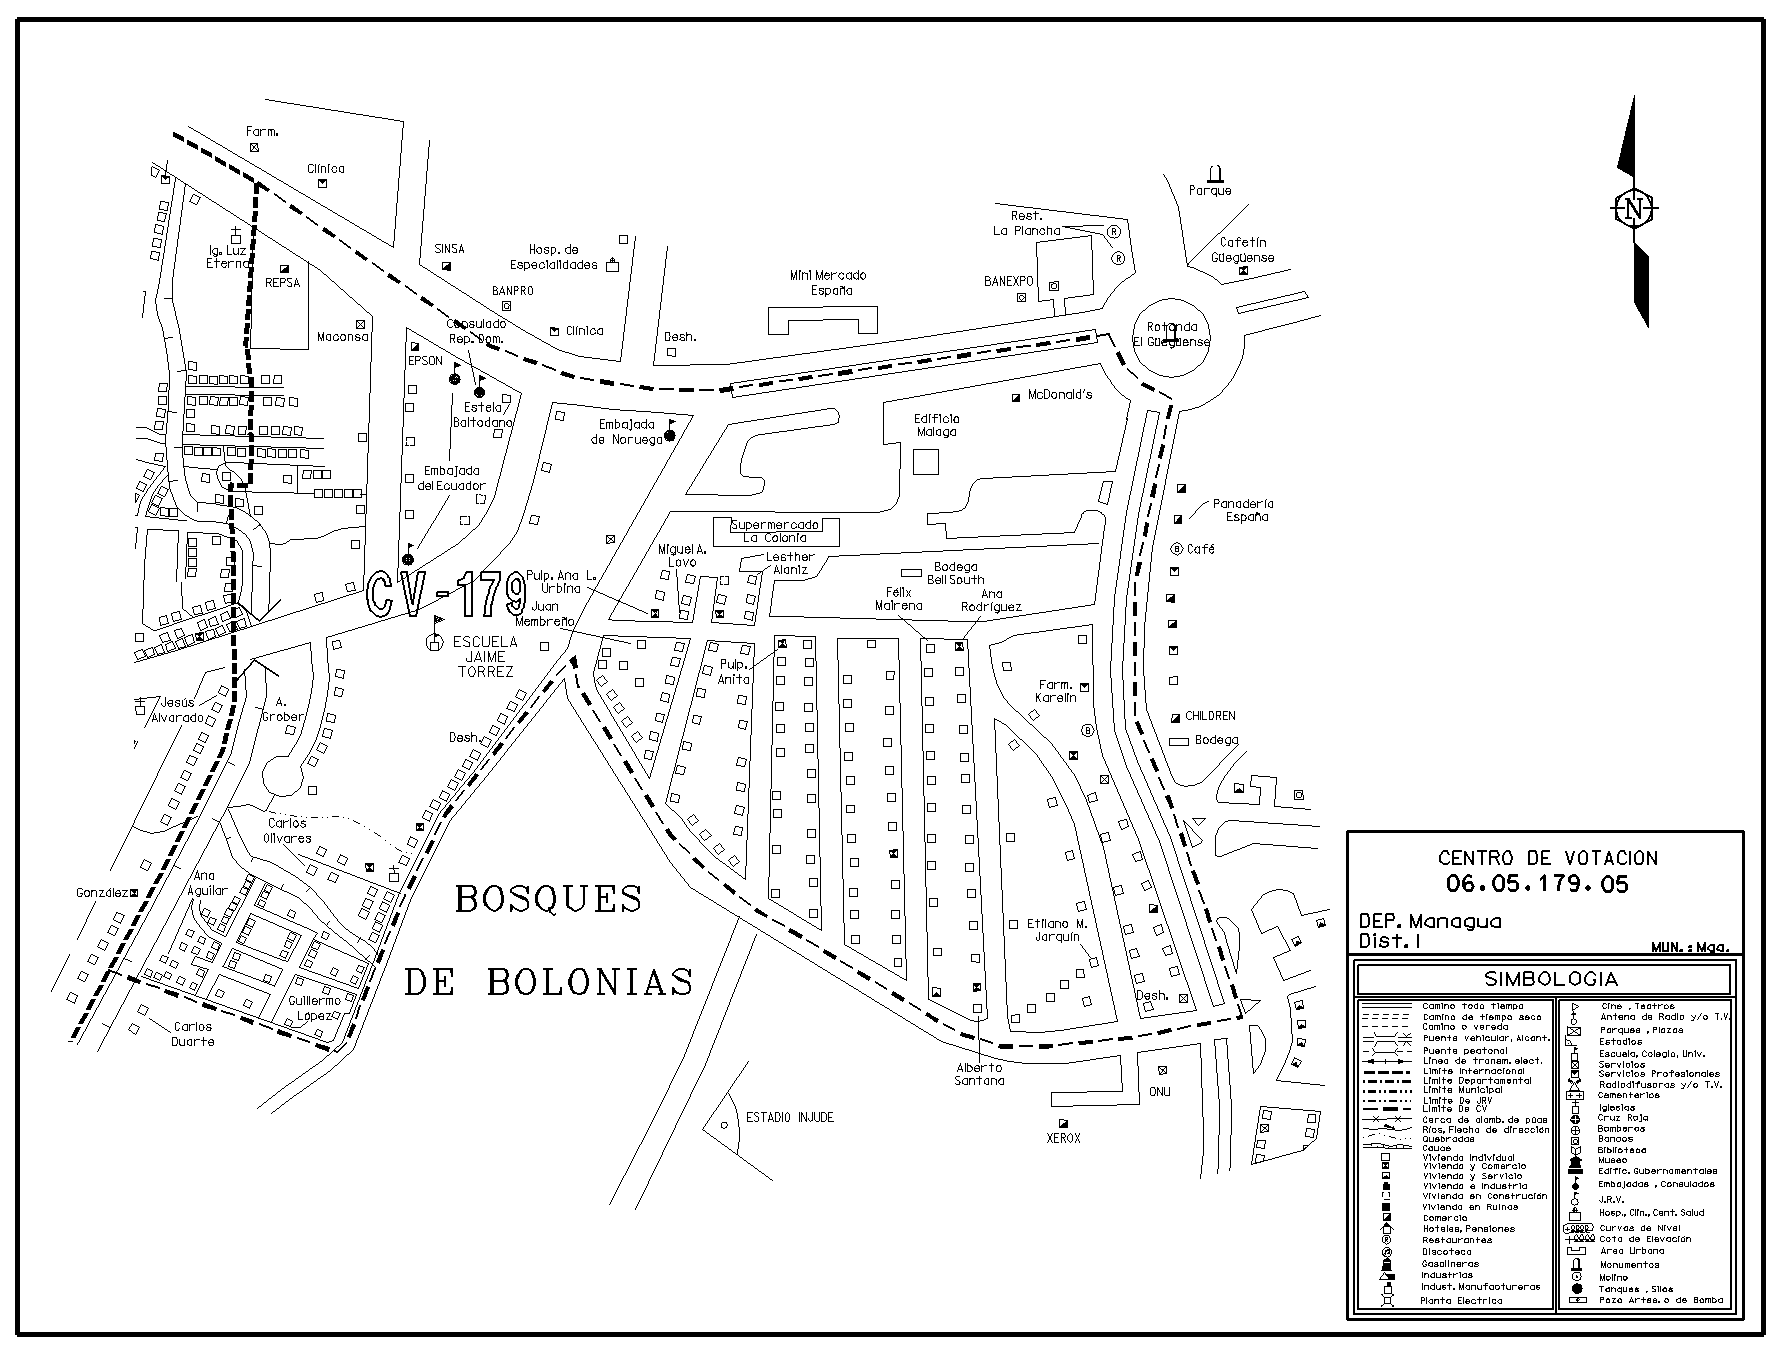 Farm.
Clínica
Parque
N
Rest.
La Plancha
R
R
Ig. Luz
Eterna
SINSA
Hosp. de
Especialidades
Cafetín
Güegüense
REPSA
BANPRO
Mini Mercado
España
BANEXPO
Maconsa
Consulado
Rep. Dom.
Clínica
Desh.
Rotonda
El Güegüense
EPSON
Estela
Baltodano
Embajada
de Noruega
McDonald's
Edificio
Malaga
Embajada
del Ecuador
Panadería
España
Supermercado
La Colonia
Café
CV-179
Pulp. Ana L.
Urbina
Miguel A.
Lovo
Lesther
Alaniz
Bodega
Bell South
Juan
Membreño
Félix
Mairena
Ana
Rodríguez
ESCUELA
JAIME
TORREZ
Pulp.
Anita
Farm.
Karelin
Jesús
Alvarado
A.
Grober
Desh.
CHILDREN
Bodega
Carlos
Olivares
González
Ana
Aguilar
BOSQUES
DE BOLONIAS
Etilano M.
Jarquín
Desh.
Guillermo
López
Carlos
Duarte
Alberto
Santana
ONU
ESTADIO INJUDE
XEROX
CENTRO DE VOTACION
06.05.179.05
DEP. Managua
Dist. I
MUN.: Mga.
SIMBOLOGIA
Camino todo tiempo
Camino de tiempo seco
Camino o vereda
Puente vehicular, Alcant.
Puente peatonal
Línea de transm. elect.
Límite Internacional
Límite Departamental
Límite Municipal
Límite De JRV
Límite De CV
Cerca de alamb. de púas
Ríos, Flecha de dirección
Quebradas
Cauce
Vivienda Individual
Vivienda y Comercio
Vivienda y Servicio
Vivienda e Industria
Vivienda en Construción
Vivienda en Ruinas
Comercio
Hoteles, Pensiones
Restaurantes
Discoteca
Gasolineras
Industrias
Indust. Manufactureras
Planta Electrica
Cine, Teatros
Antena de Radio y/o T.V.
Parques, Plazas
Estadios
Escuela, Colegio, Univ.
Servicios
Servicios Profesionales
Radiodifusoras y/o T.V.
Cementerios
Iglesias
Cruz Roja
Bomberos
Bancos
Biblioteca
Museo
Edific. Gubernamentales
Embajadas, Consulados
J.R.V.
Hosp., Clín., Cent. Salud
Curvas de Nivel
Cota de Elevación
Area Urbana
Monumentos
Molino
Tanques, Silos
Pozo Artes. o de Bomba